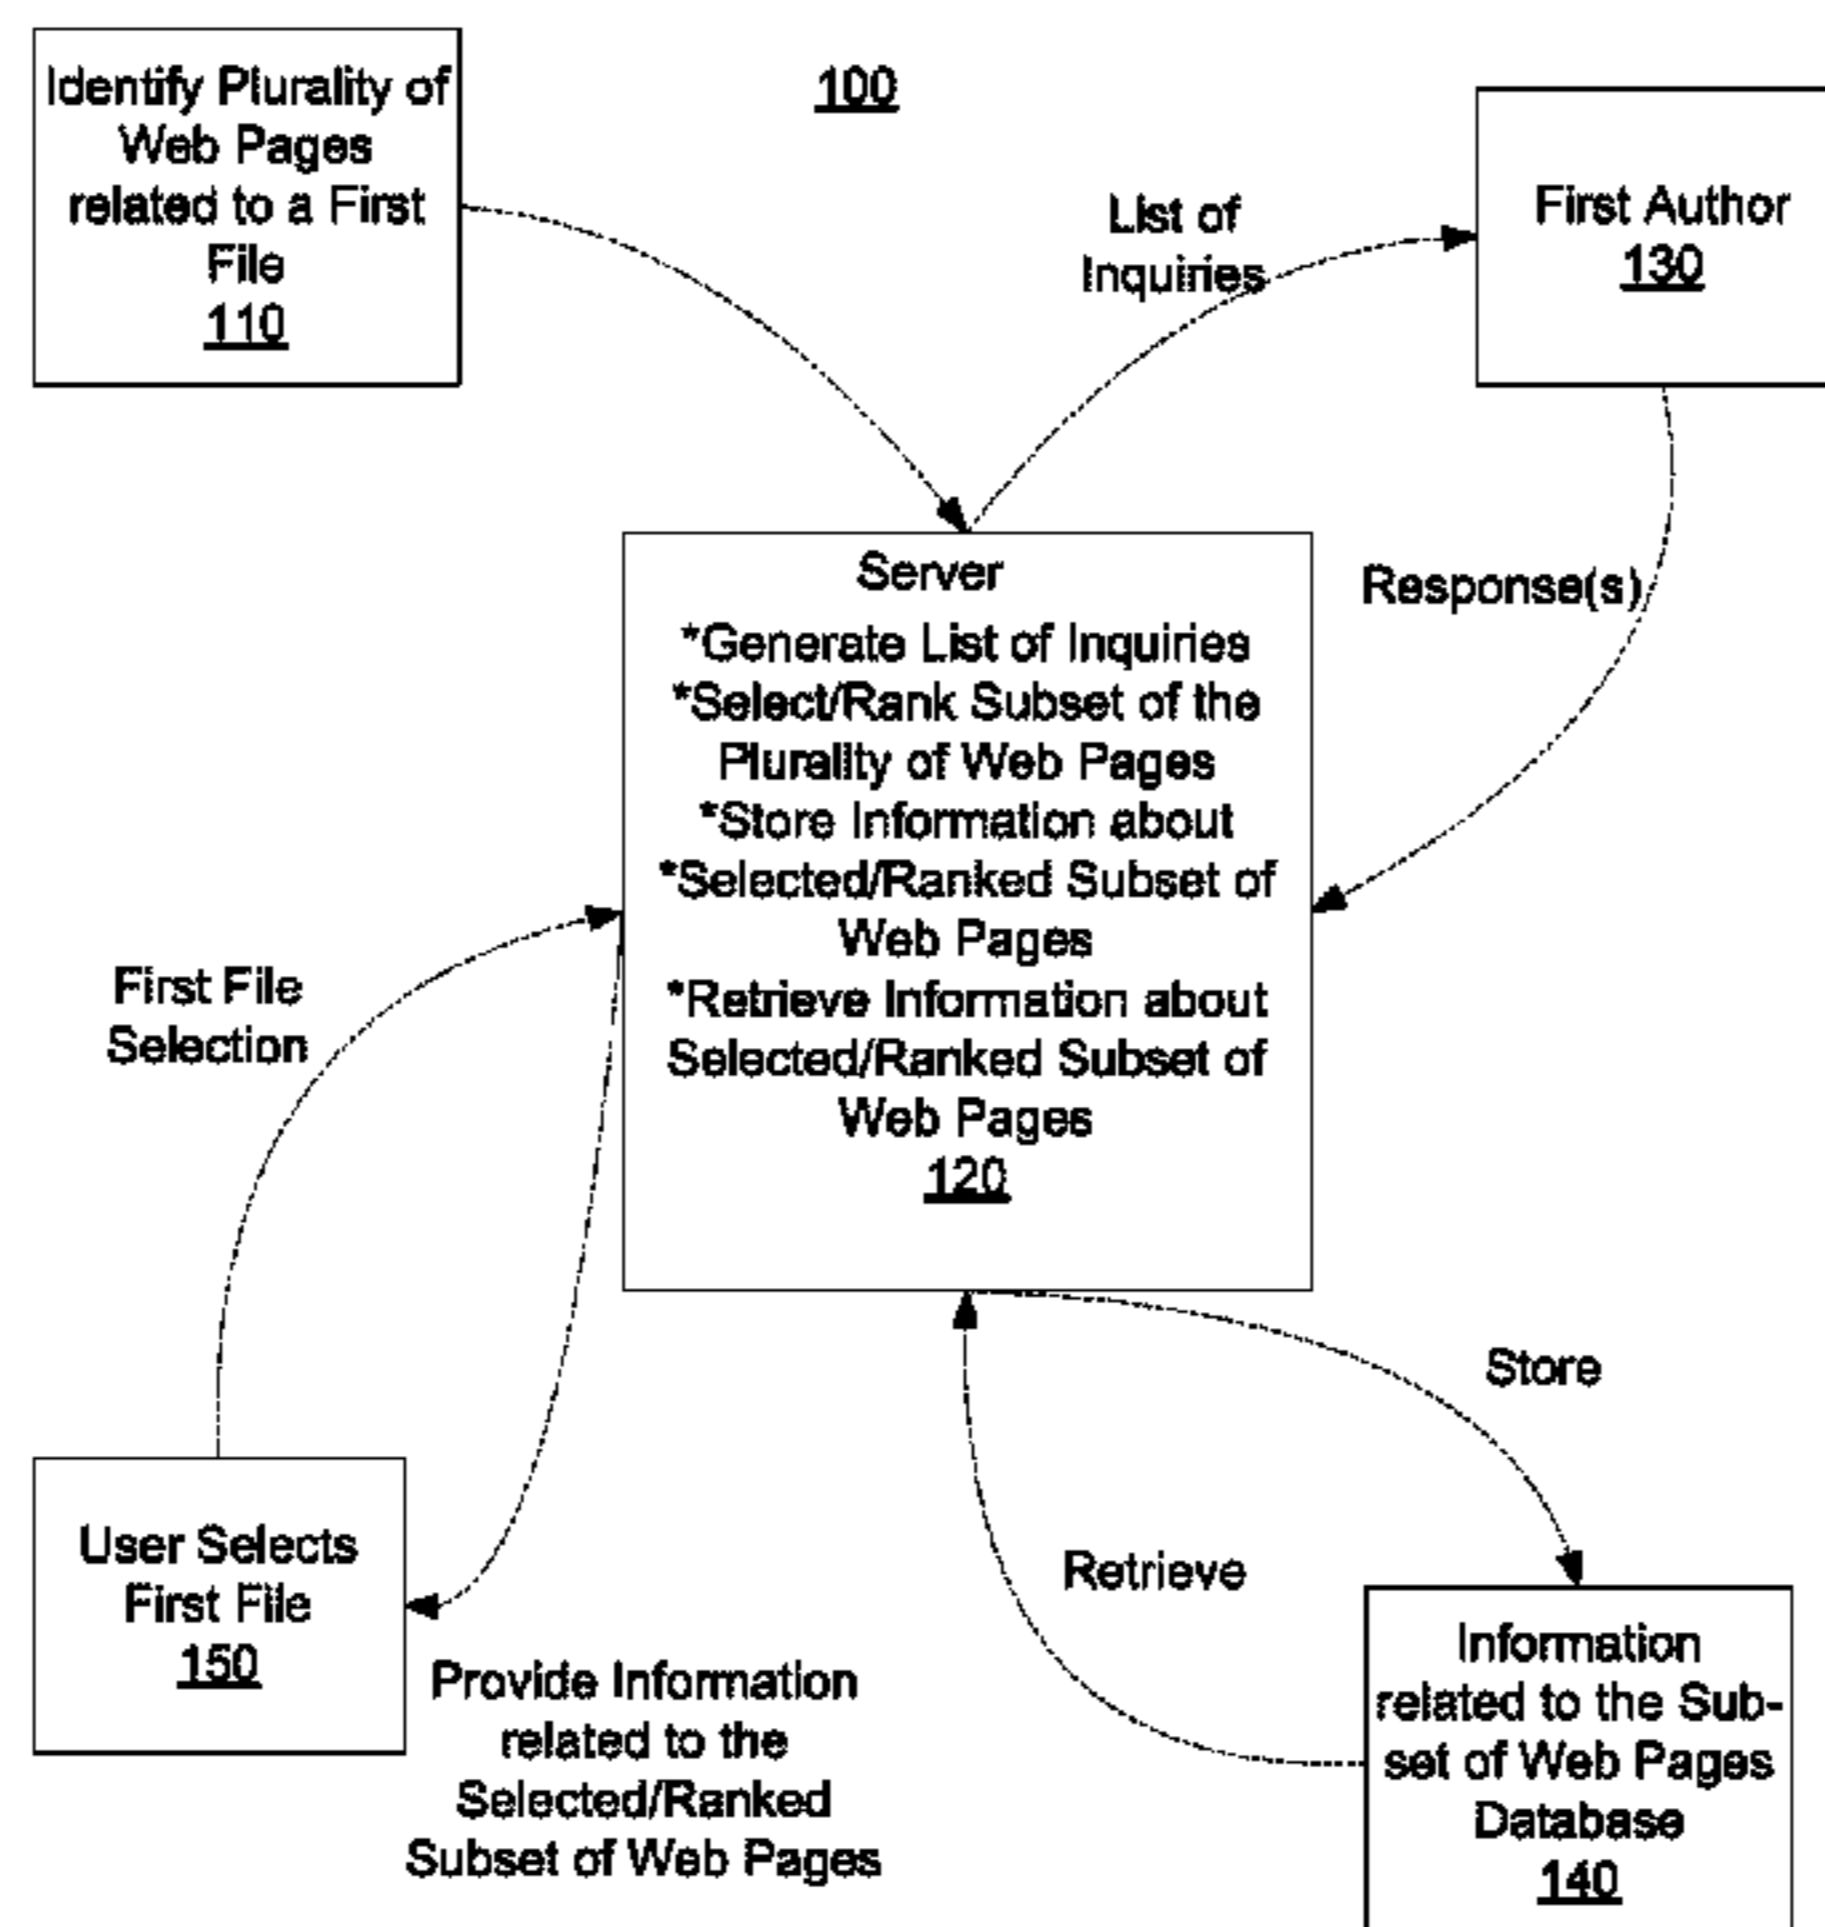 Identify Plurality of
Web Pages
related to a First
File
110
100
List of
Inquiries
First Author
130
Response(s)
Server
*Generate List of Inquiries
*Select/Rank Subset of the
Plurality of Web Pages
*Store Information about
*Selected/Ranked Subset of
Web Pages
*Retrieve Information about
Selected/Ranked Subset of
Web Pages
120
First File
Selection
User Selects
First File
150
Provide Information
related to the
Selected/Ranked
Subset of Web Pages
Store
Retrieve
Information
related to the Sub-
set of Web Pages
Database
140